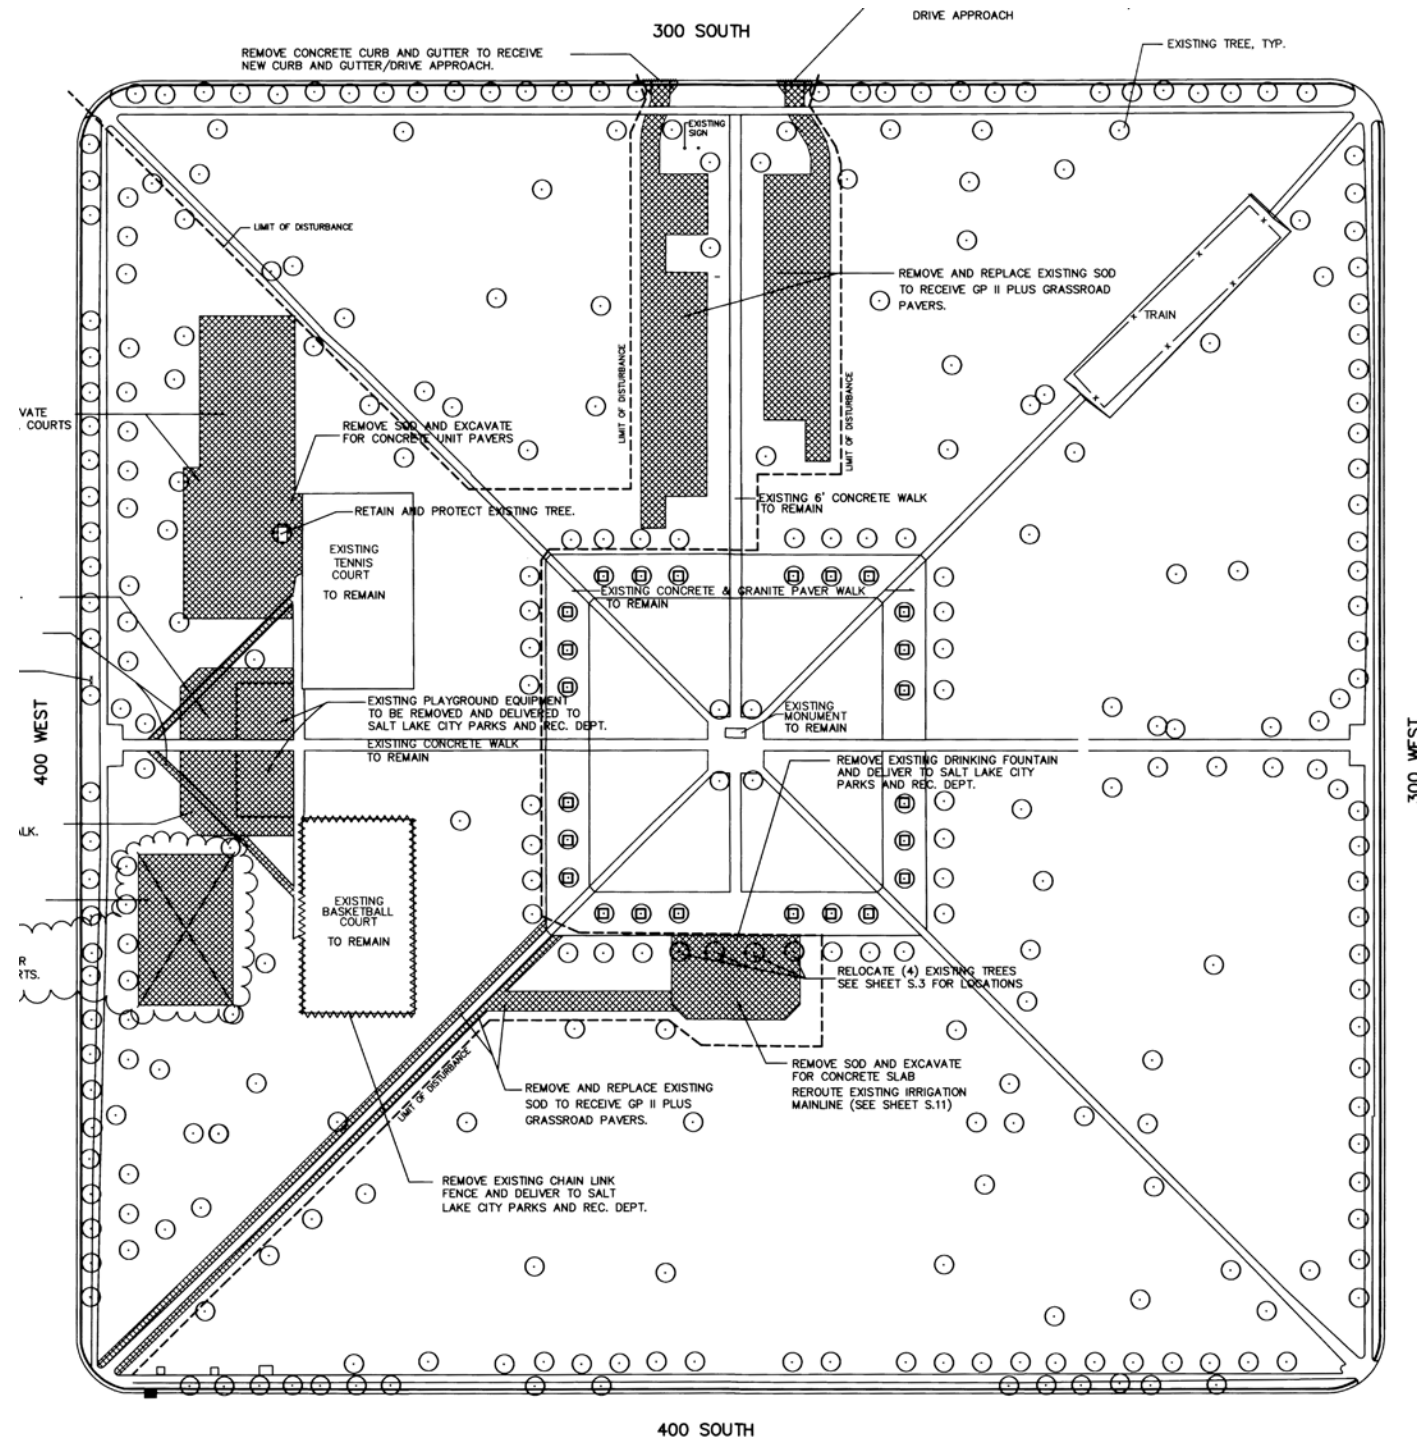 DRIVE APPROACH
300 SOUTH
EXISTING TREE, TYP.
REMOVE CONCRETE CURB AND GUTTER TO RECEIVE
NEW CURB AND GUTTER/DRIVE APPROACH.
EXISTING
SIGN
LIMIT OF DISTURBANCE
REMOVE AND REPLACE EXISTING SOD
TO RECEIVE GP II PLUS GRASSROAD
PAVERS.
TRAIN
LIMIT OF DISTURBANCE
LIMIT OF DISTURBANCE
VATE
COURTS
REMOVE SOD AND EXCAVATE
FOR CONCRETE UNIT PAVERS
EXISTING 6' CONCRETE WALK
TO REMAIN
RETAIN AND PROTECT EXISTING TREE.
EXISTING
TENNIS
COURT
TO REMAIN
EXISTING CONCRETE & GRANITE PAVER WALK
TO REMAIN
EXISTING PLAYGROUND EQUIPMENT
TO BE REMOVED AND DELIVERED TO
SALT LAKE CITY PARKS AND REC. DEPT.
EXISTING
MONUMENT
TO REMAIN
400 WEST
300 WEST
EXISTING CONCRETE WALK
TO REMAIN
REMOVE EXISTING DRINKING FOUNTAIN
AND DELIVER TO SALT LAKE CITY
PARKS AND REC. DEPT.
LK.
EXISTING
BASKETBALL
COURT
TO REMAIN
R
RTS.
RELOCATE (4) EXISTING TREES
SEE SHEET S.3 FOR LOCATIONS
LIMIT OF DISTURBANCE
REMOVE SOD AND EXCAVATE
FOR CONCRETE SLAB
REROUTE EXISTING IRRIGATION
MAINLINE (SEE SHEET S.11)
REMOVE AND REPLACE EXISTING
SOD TO RECEIVE GP II PLUS
GRASSROAD PAVERS.
REMOVE EXISTING CHAIN LINK
FENCE AND DELIVER TO SALT
LAKE CITY PARKS AND REC. DEPT.
400 SOUTH